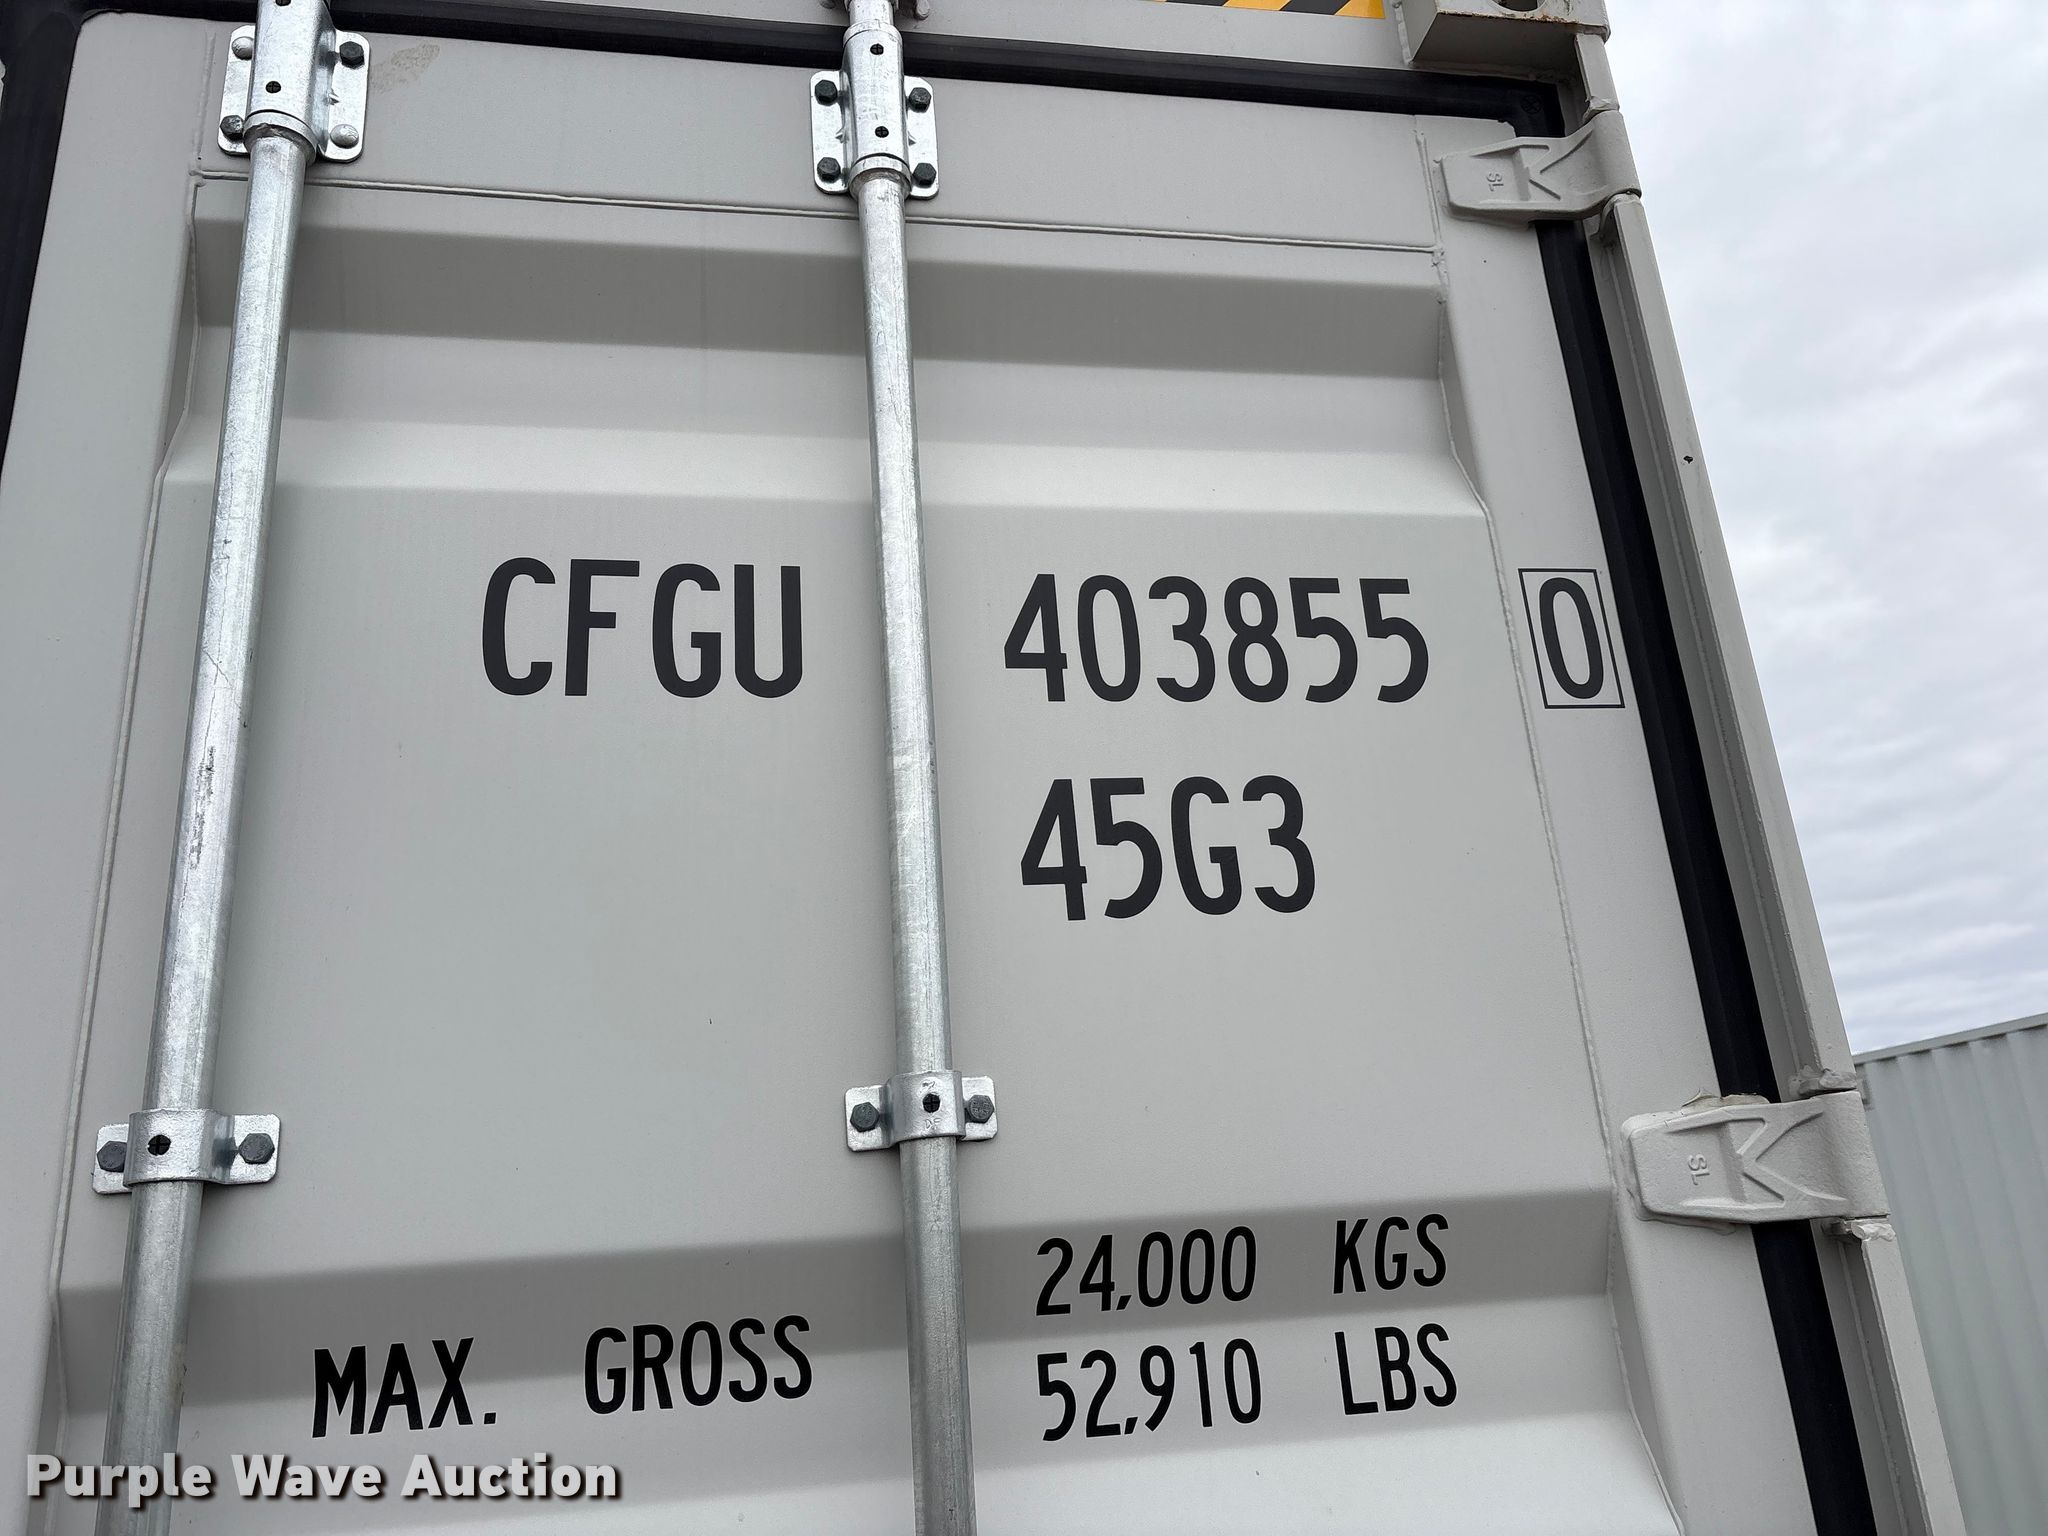 SL
CFGU 403855 0
45G3
SL
24,000 KGS
MAX. GROSS 52,910 LBS
Purple Wave Auction